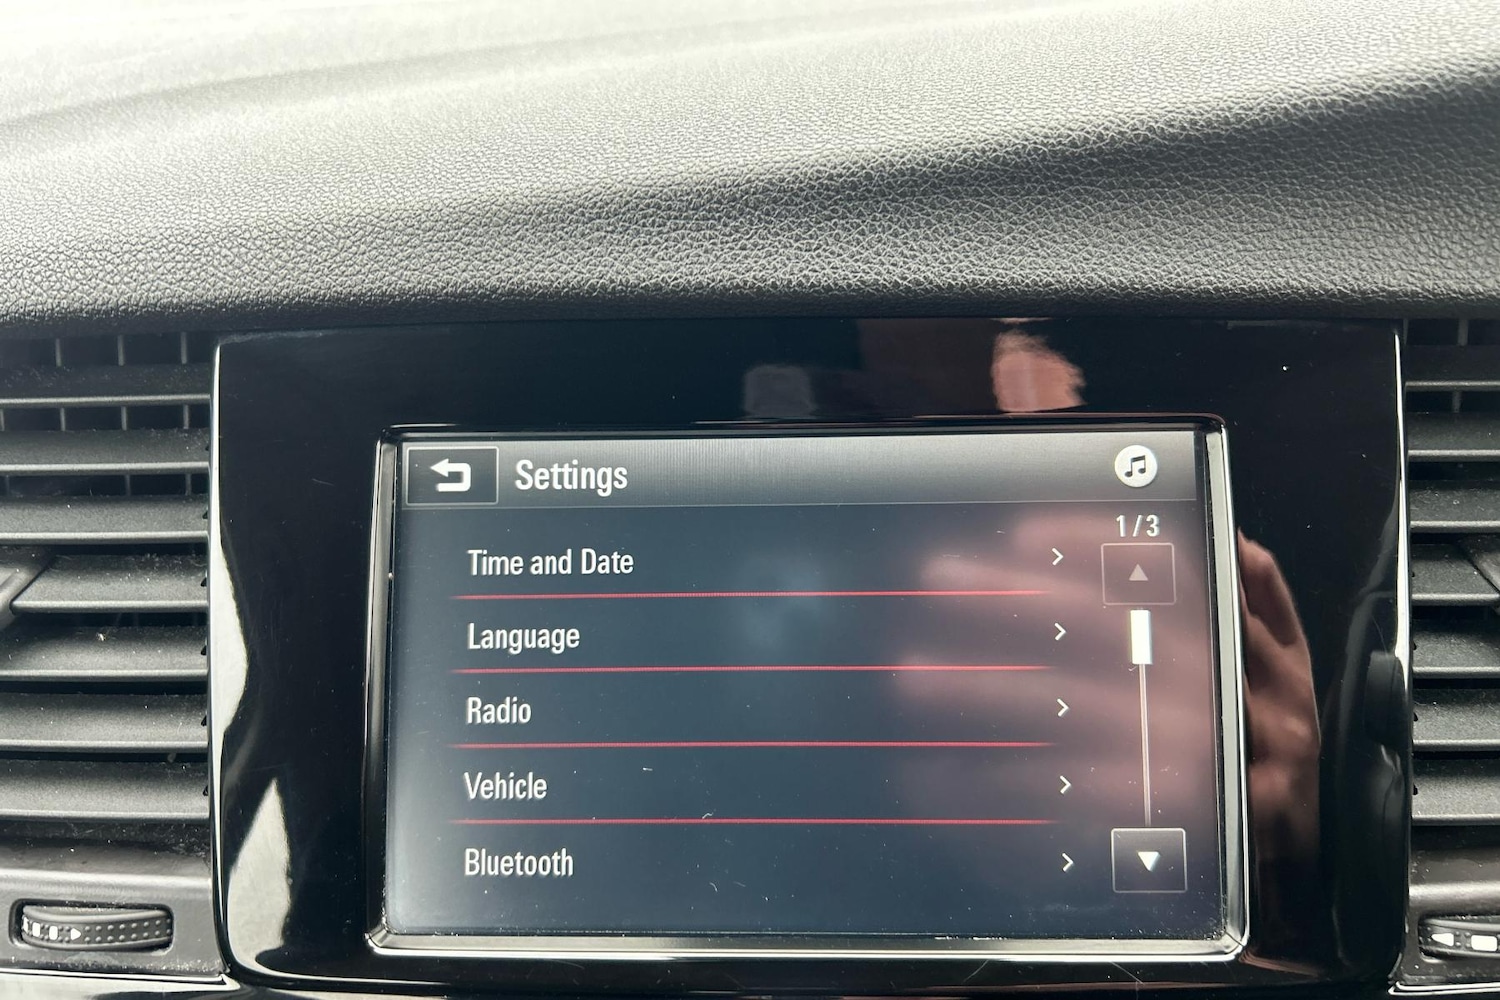 Settings
1/3
Time and Date
Language
Radio
Vehicle
Bluetooth